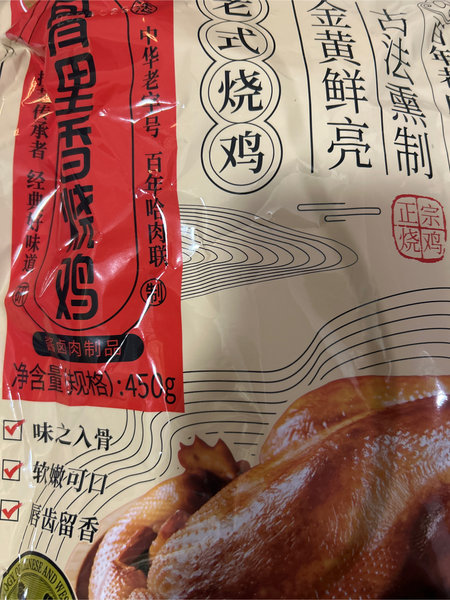 骨里香烧鸡
中华老字号 百年哈肉联 制
传承者 经典好味道
酱卤肉制品
净含量(规格):450g
老式烧鸡
金黄鲜亮
古法熏制
正宗烧鸡
味之入骨
软嫩可口
唇齿留香